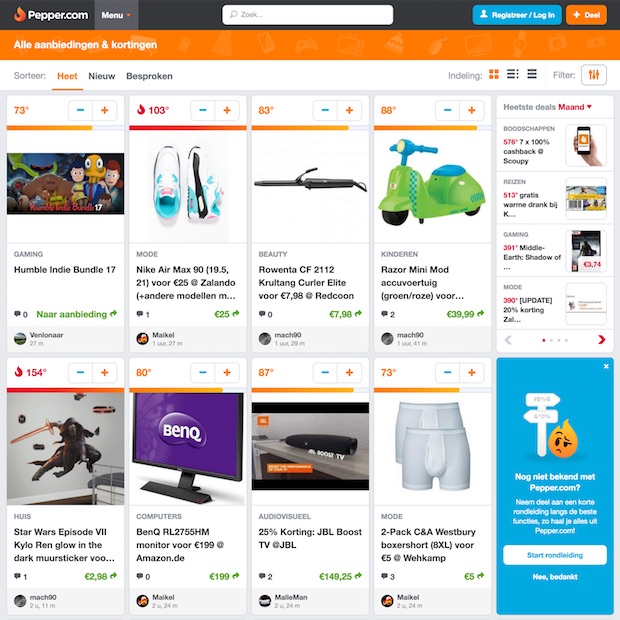 Pepper.com
Menu
Zoek...
Registreer / Log In
+ Deel
Alle aanbiedingen & kortingen
Sorteer: Heet Nieuw Besproken
Indeling:
Filter:
73°
103°
83°
88°
HUMBLE INDIE BUNDLE 17
GAMING
Humble Indie Bundle 17
0 Naar aanbieding
Venlonaar
27 m
MODE
Nike Air Max 90 (19.5,
21) voor €25 @ Zalando
(+andere modellen m...
1 €25
Maikel
1 uur, 27 m
BEAUTY
Rowenta CF 2112
Krultang Curler Elite
voor €7,98 @ Redcoon
0 €7,98
mach90
1 uur, 29 m
KINDEREN
Razor Mini Mod
accuvoertuig
(groen/roze) voor...
2 €39,99
mach90
1 uur, 41 m
Heetste deals Maand
BOODSCHAPPEN
576° 7 x 100%
cashback @
Scoupy
REIZEN
513° gratis
warme drank bij
K...
GAMING
391° Middle-
Earth: Shadow of
...
€3,74
MODE
390° [UPDATE]
20% korting
Zal...
154°
80°
87°
73°
HUIS
Star Wars Episode VII
Kylo Ren glow in the
dark muursticker voo...
1 €2,98
mach90
2 u, 11 m
BenQ
COMPUTERS
BenQ RL2755HM
monitor voor €199 @
Amazon.de
0 €199
Maikel
2 u, 24 m
JBL
JBL BOOST TV
AUDIOVISUEEL
25% Korting: JBL Boost
TV @JBL
2 €149,25
MalleMan
2 u, 24 m
MODE
2-Pack C&A Westbury
boxershort (8XL) voor
€5 @ Wehkamp
3 €5
Maikel
2 u, 24 m
#$%@
&*§%
Nog niet bekend met
Pepper.com?
Neem deel aan een korte
rondleiding langs de beste
functies, zo haal je alles uit
Pepper.com!
Start rondleiding
Nee, bedankt